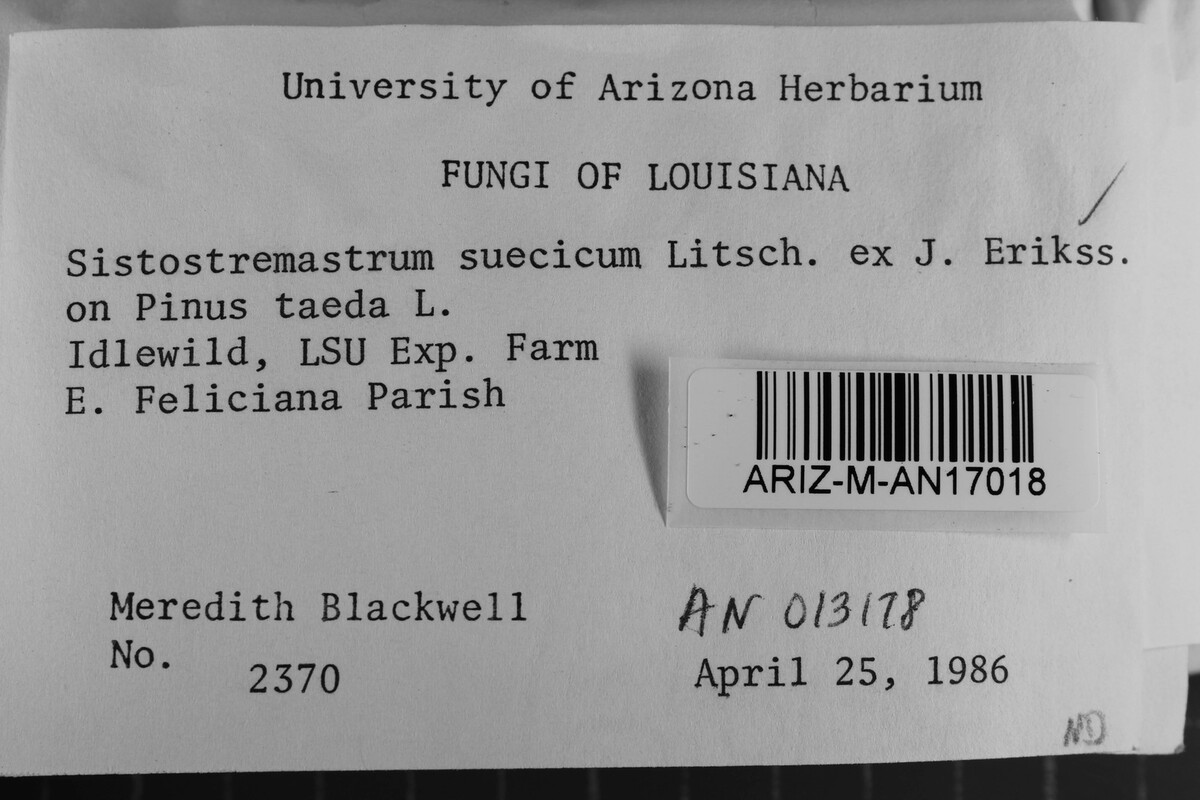 University of Arizona Herbarium
FUNGI OF LOUISIANA
Sistostremastrum suecicum Litsch. ex J. Erikss.
on Pinus taeda L.
Idlewild, LSU Exp. Farm
E. Feliciana Parish
ARIZ-M-AN17018
Meredith Blackwell
No. 2370
AN 013178
April 25, 1986
ND